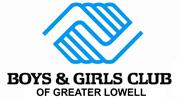 BOYS & GIRLS CLUB
OF GREATER LOWELL